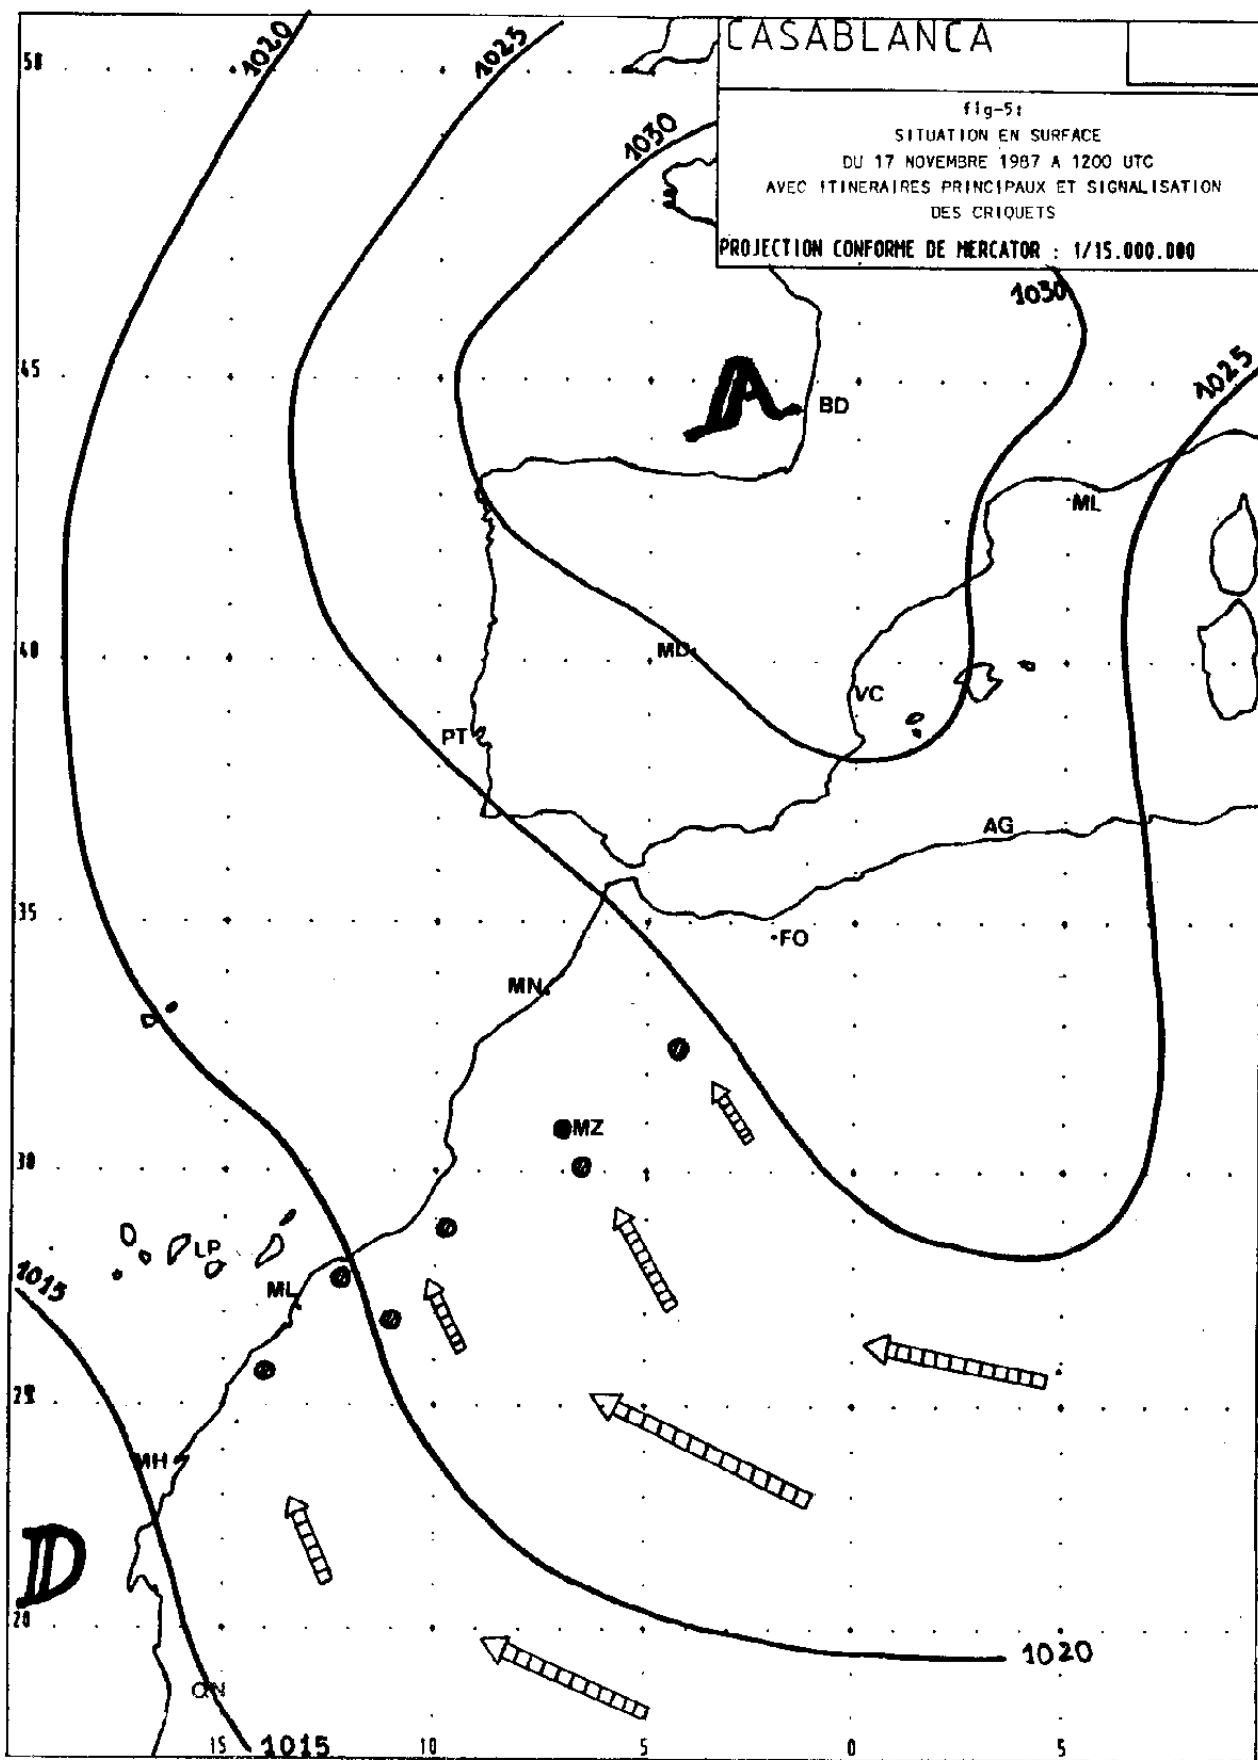 CASABLANCA
fig-5:
SITUATION EN SURFACE
DU 17 NOVEMBRE 1987 A 1200 UTC
AVEC ITINERAIRES PRINCIPAUX ET SIGNALISATION
DES CRIQUETS
PROJECTION CONFORME DE MERCATOR : 1/15.000.000
1020
1025
50
1030
1030
45
1025
A
BD
ML
40
MD
VC
PT
AG
35
FO
MN
MZ
30
LP
1015
ML
25
MH
D
20
1020
QN
15
1015
10
5
0
5